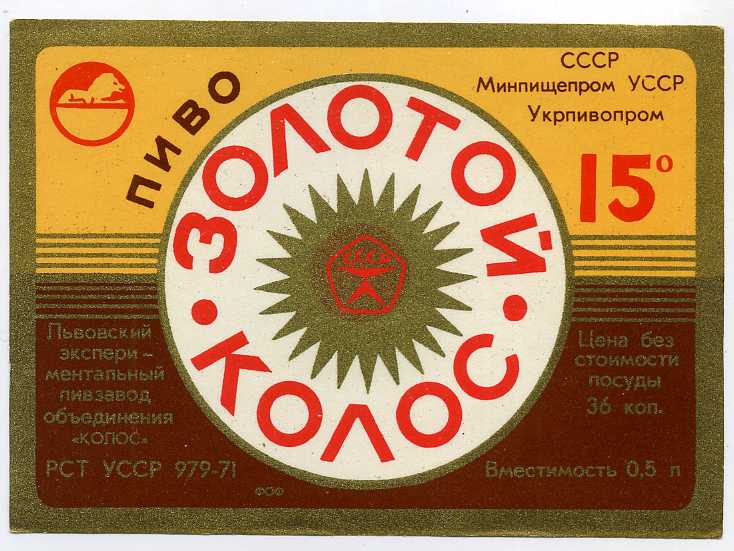 ПИВО
СССР
Минпищепром УССР
Укрпивопром
15°
ЗОЛОТОЙ
• КОЛОС •
СССР
Львовский
экспери-
ментальный
пивзавод
объединения
«КОЛОС»
РСТ УССР 979-71
ФОФ
Цена без
стоимости
посуды
36 коп.
Вместимость 0,5 л